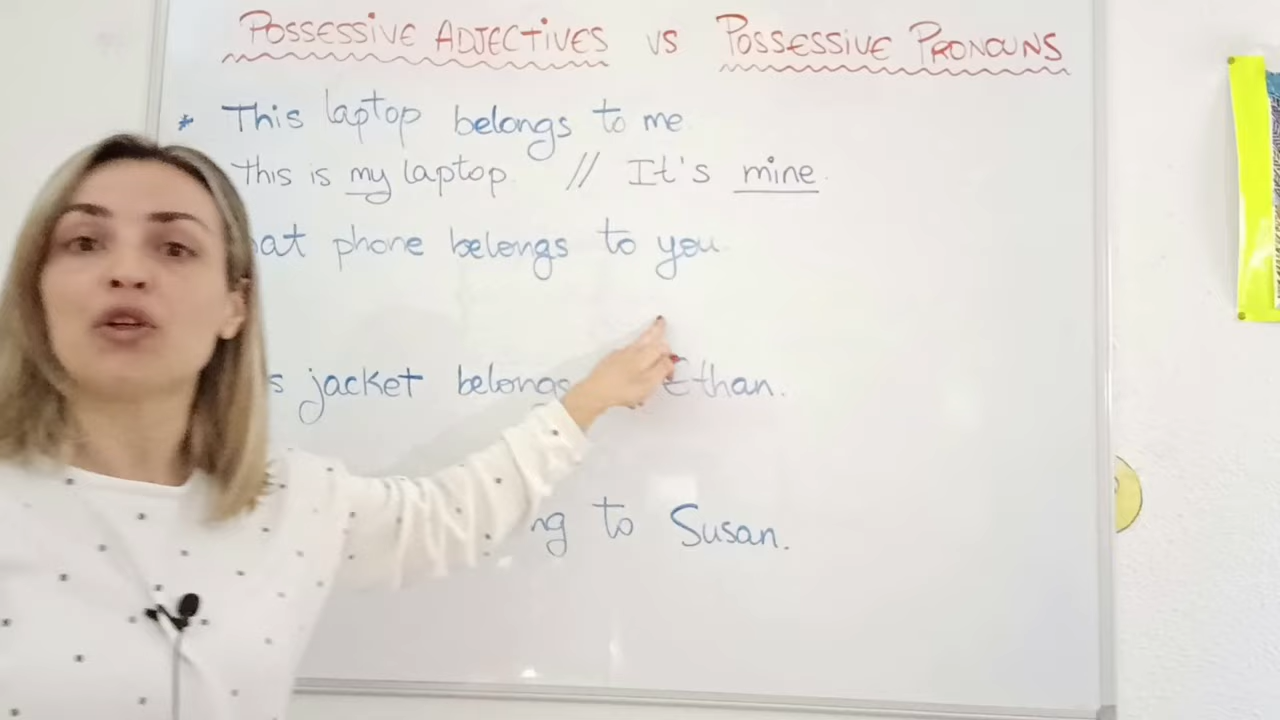 POSSESSIVE ADJECTIVES vs POSSESSIVE PRONOUNS
* This laptop belongs to me.
This is my laptop. // It's mine.
phone belongs to you.
jacket belongs Ethan.
to Susan.